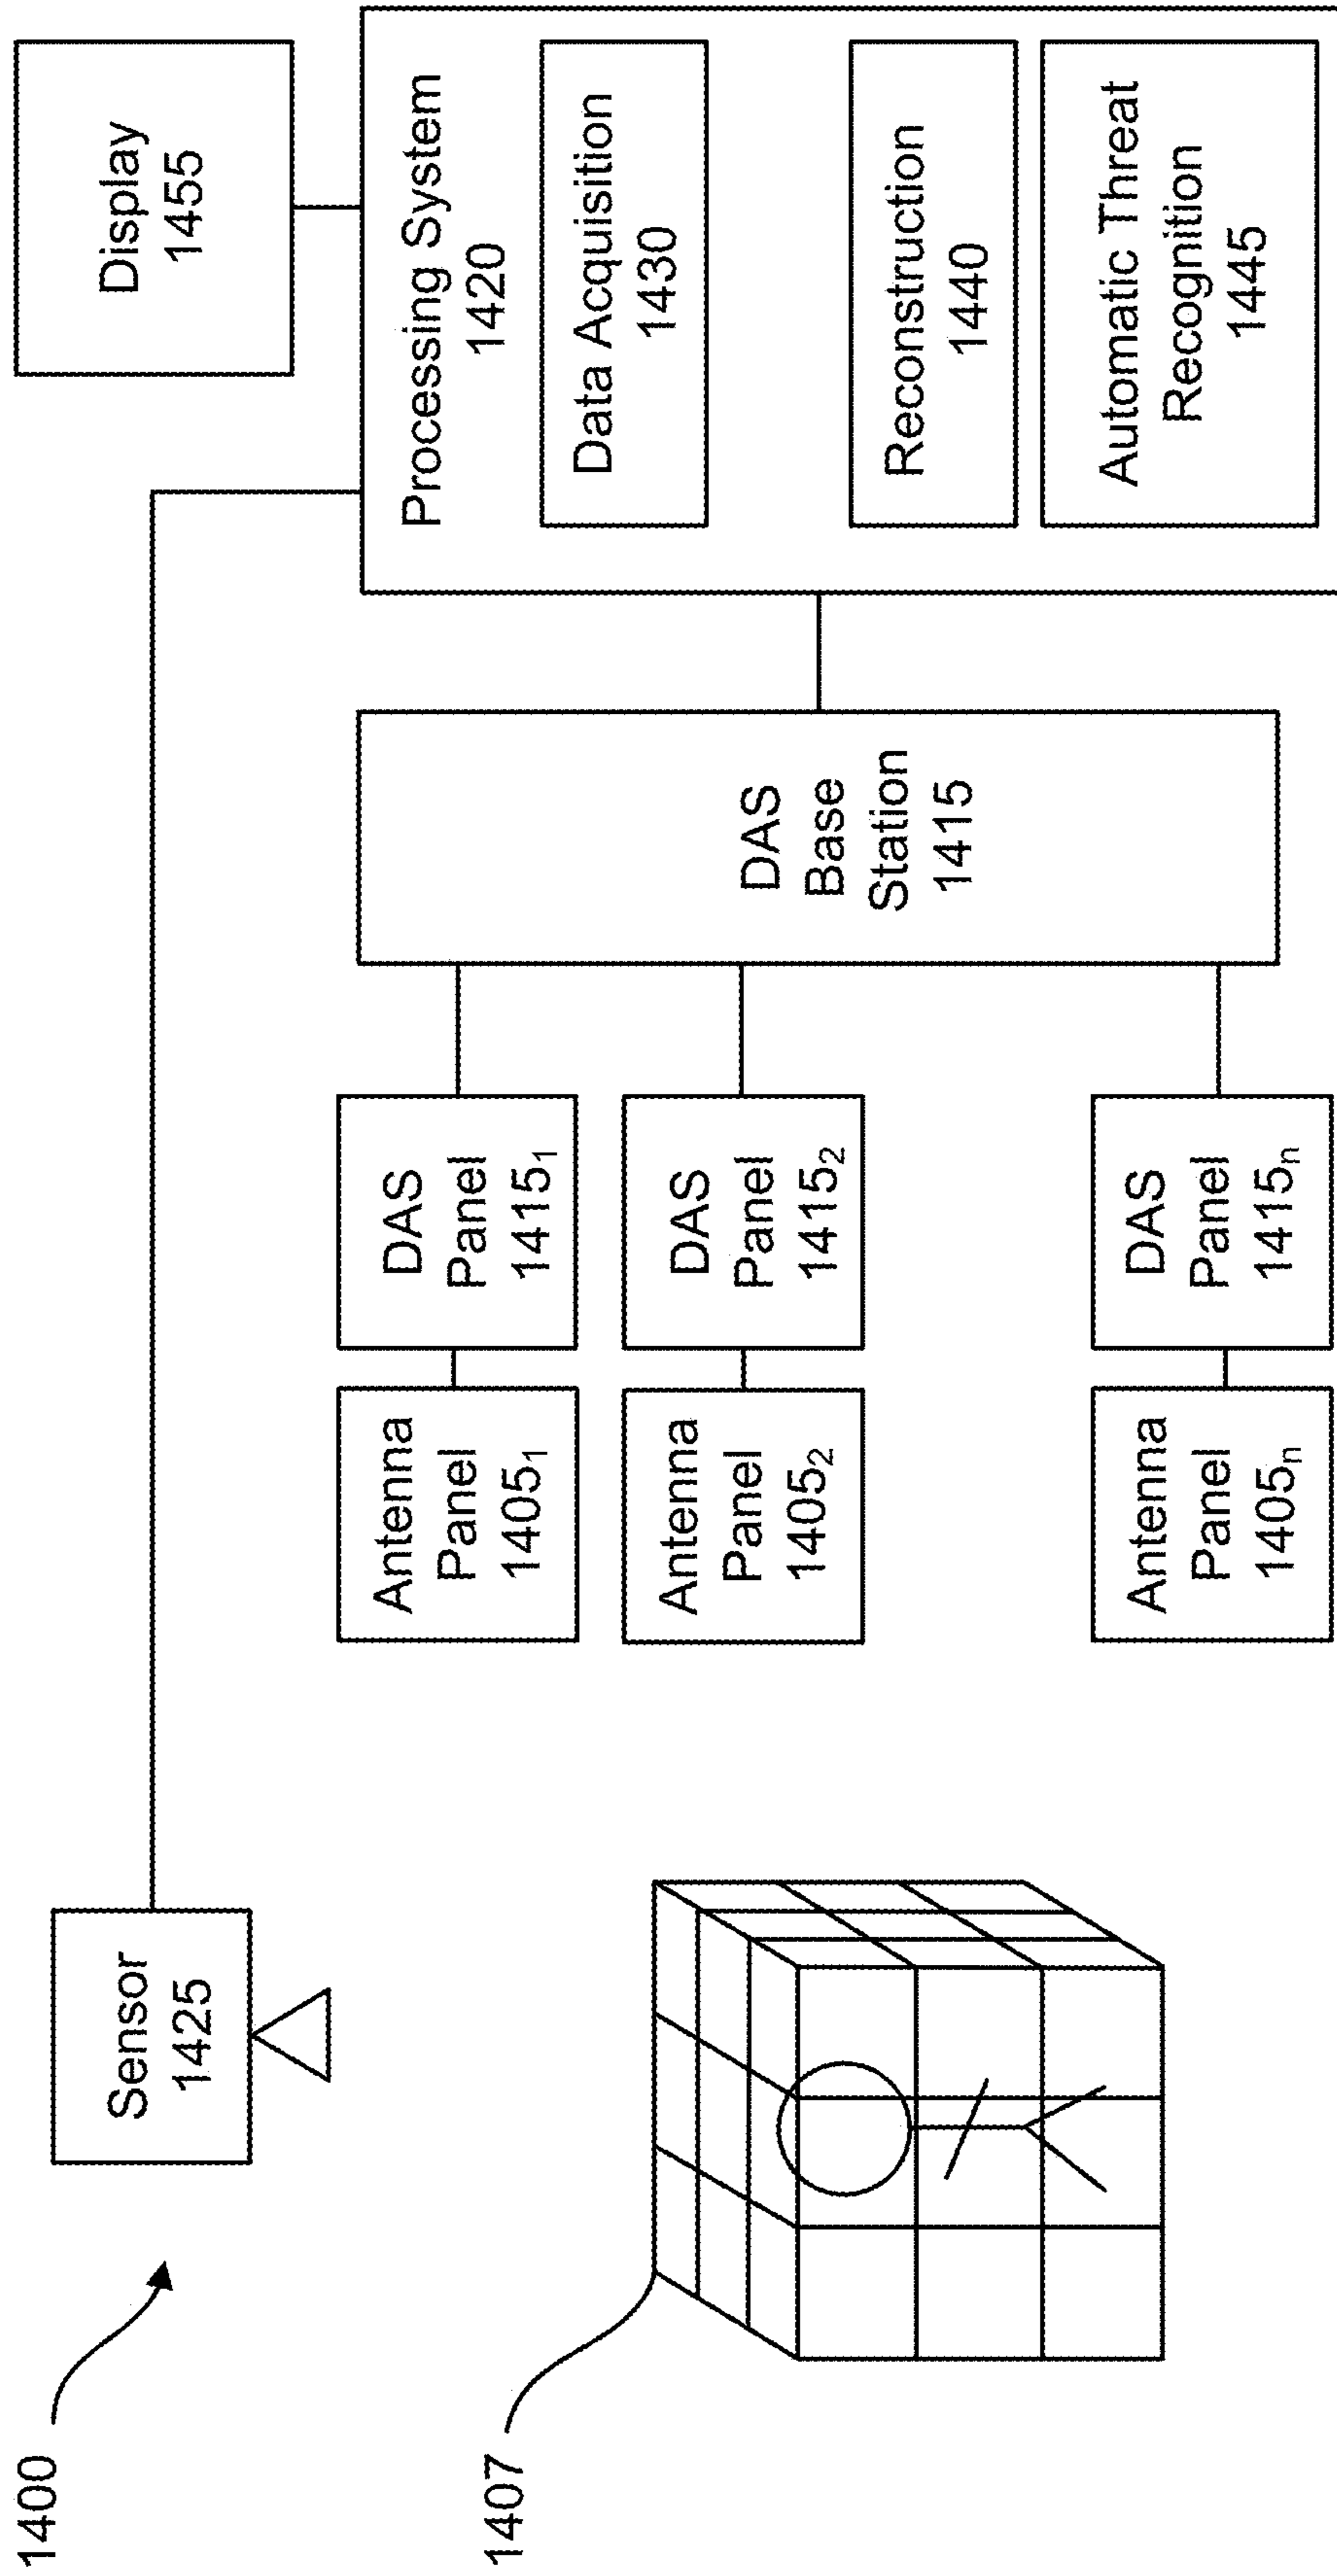 1400
Sensor
1425
Display
1455
1407
Antenna
Panel
1405₁
DAS
Panel
1415₁
Antenna
Panel
1405₂
DAS
Panel
1415₂
Antenna
Panel
1405ₙ
DAS
Panel
1415ₙ
DAS
Base
Station
1415
Processing System
1420
Data Acquisition
1430
Reconstruction
1440
Automatic Threat
Recognition
1445